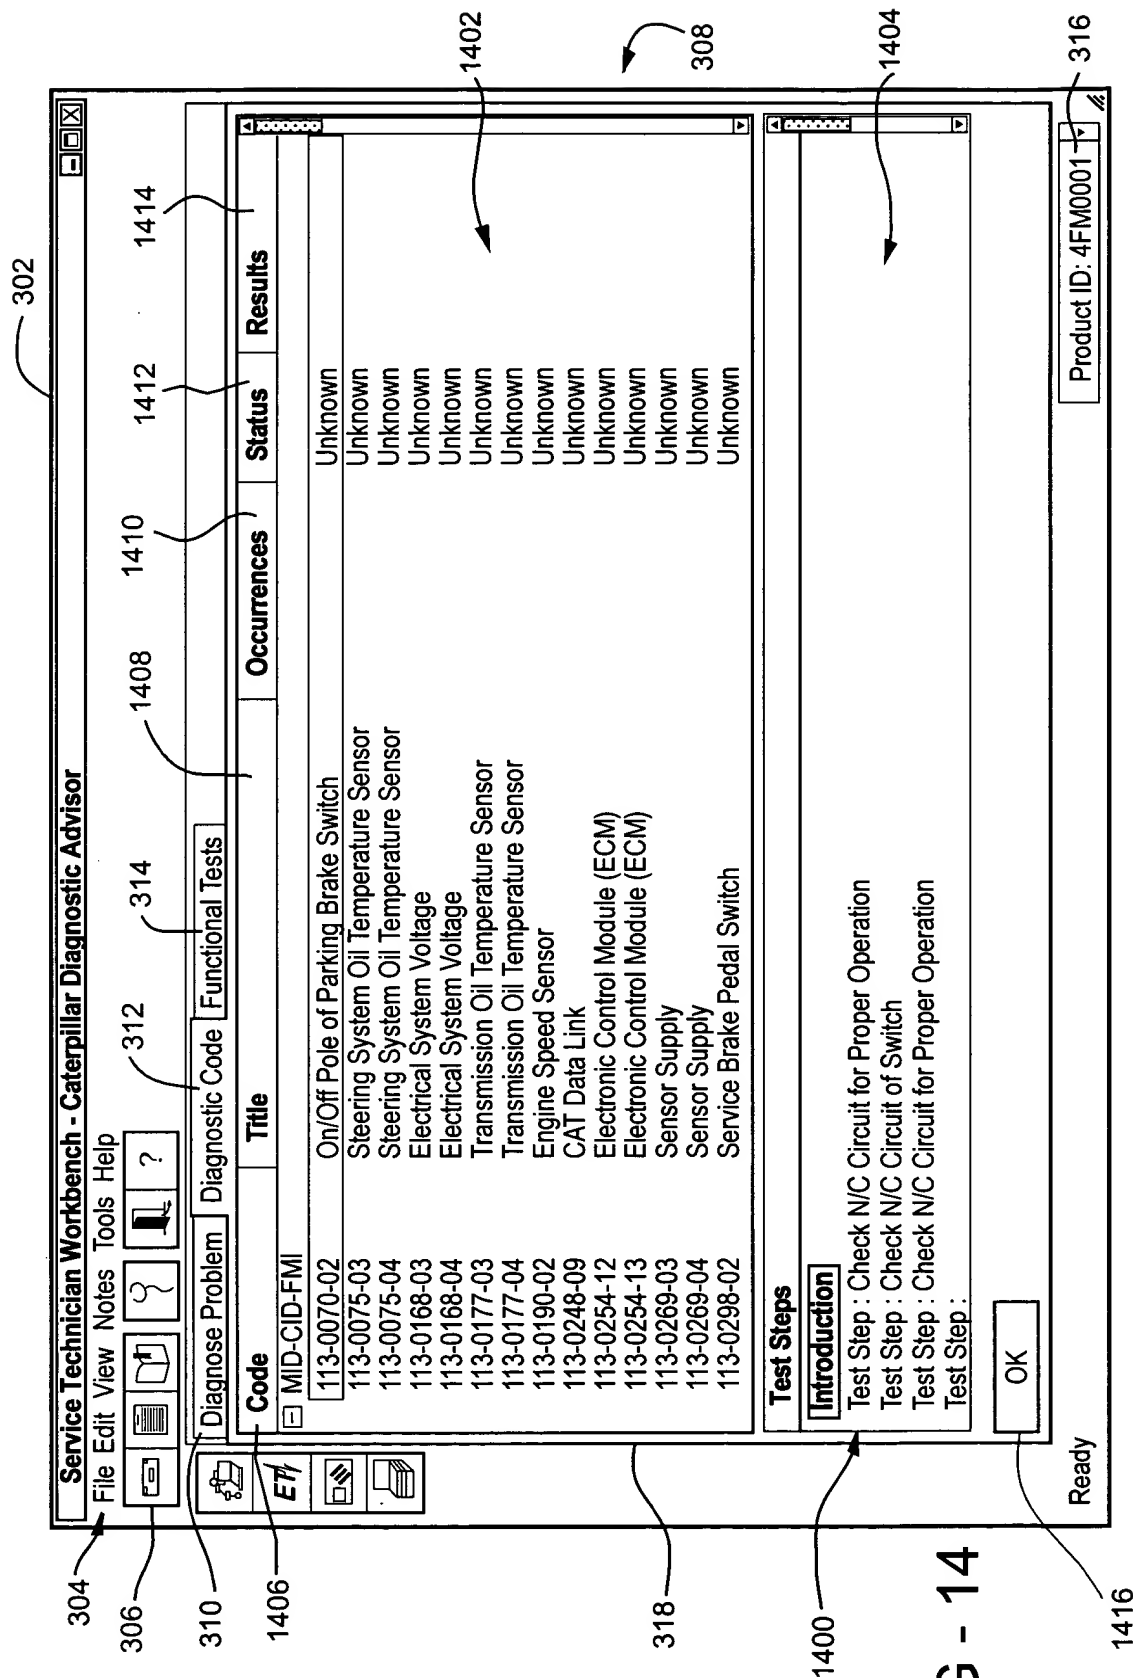 302
Service Technician Workbench - Caterpillar Diagnostic Advisor
304
File Edit View Notes Tools Help
306
?
310
Diagnose Problem
312
Diagnostic Code
314
Functional Tests
1406
1408
1410
1412
1414
Code Title Occurrences Status Results
ET
MID-CID-FMI
113-0070-02 On/Off Pole of Parking Brake Switch Unknown
113-0075-03 Steering System Oil Temperature Sensor Unknown
113-0075-04 Steering System Oil Temperature Sensor Unknown
113-0168-03 Electrical System Voltage Unknown
113-0168-04 Electrical System Voltage Unknown
113-0177-03 Transmission Oil Temperature Sensor Unknown
113-0177-04 Transmission Oil Temperature Sensor Unknown
113-0190-02 Engine Speed Sensor Unknown
113-0248-09 CAT Data Link Unknown
113-0254-12 Electronic Control Module (ECM) Unknown
113-0254-13 Electronic Control Module (ECM) Unknown
113-0269-03 Sensor Supply Unknown
113-0269-04 Sensor Supply Unknown
113-0298-02 Service Brake Pedal Switch Unknown
1402
308
318
Test Steps
Introduction
Test Step : Check N/C Circuit for Proper Operation
Test Step : Check N/C Circuit of Switch
Test Step : Check N/C Circuit for Proper Operation
Test Step :
1400
1404
OK
1416
Ready
Product ID: 4FM0001
316
- 14